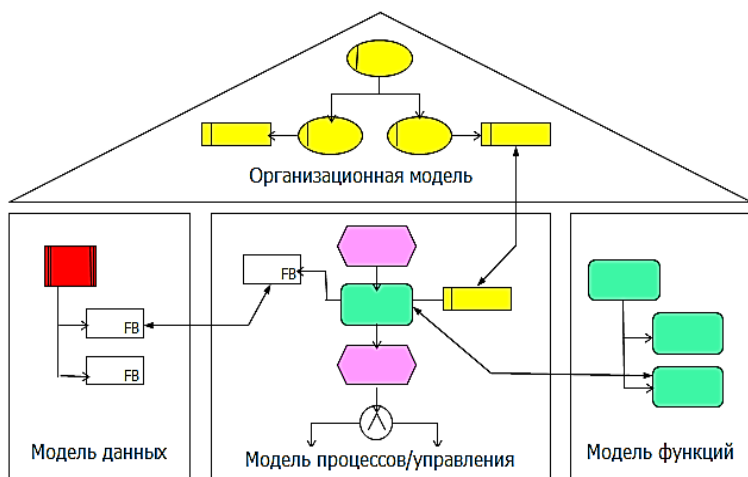 Организационная модель
FB
FB
FB
Модель данных
Модель процессов/управления
Модель функций